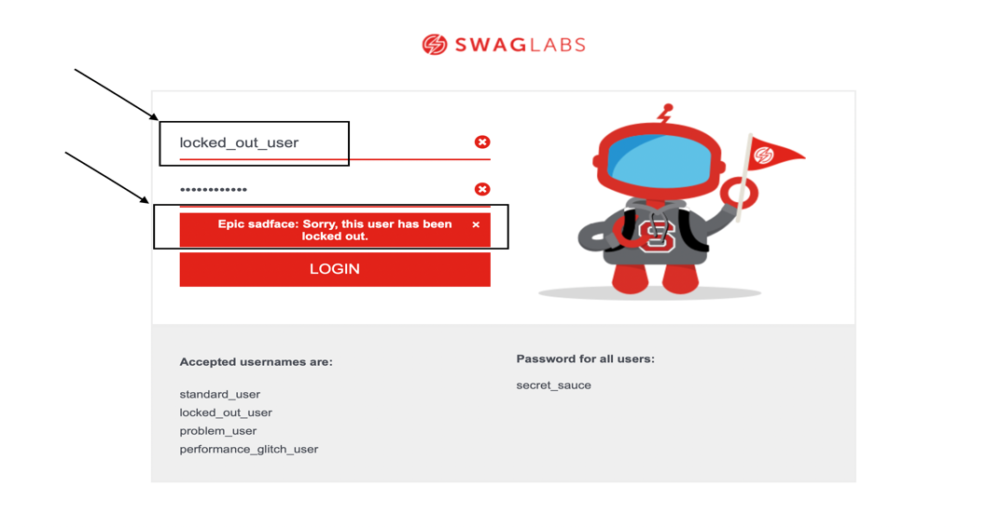 SWAGLABS
locked_out_user
••••••••••••
Epic sadface: Sorry, this user has been
locked out.
LOGIN
S
Accepted usernames are:
standard_user
locked_out_user
problem_user
performance_glitch_user
Password for all users:
secret_sauce